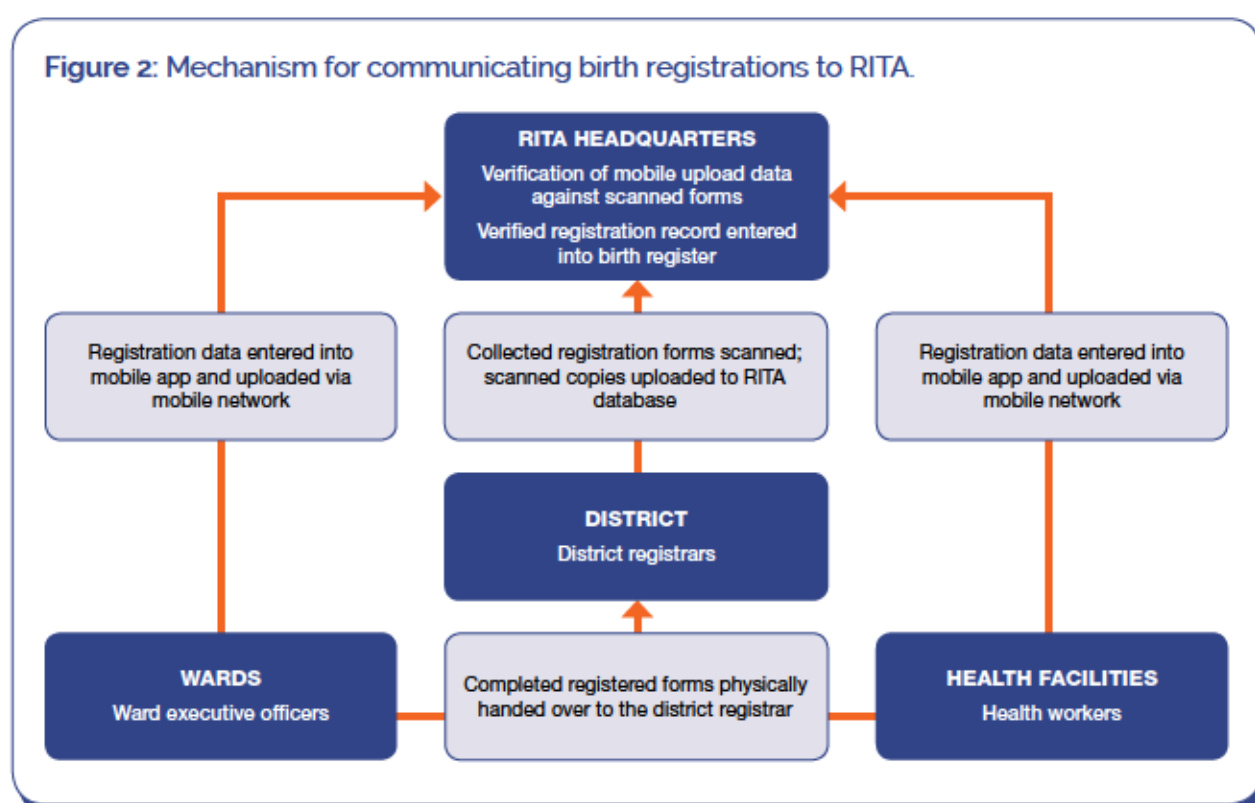 Figure 2: Mechanism for communicating birth registrations to RITA.
RITA HEADQUARTERS
Verification of mobile upload data
against scanned forms
Verified registration record entered
into birth register
Registration data entered into
mobile app and uploaded via
mobile network
Collected registration forms scanned;
scanned copies uploaded to RITA
database
Registration data entered into
mobile app and uploaded via
mobile network
DISTRICT
District registrars
WARDS
Ward executive officers
Completed registered forms physically
handed over to the district registrar
HEALTH FACILITIES
Health workers